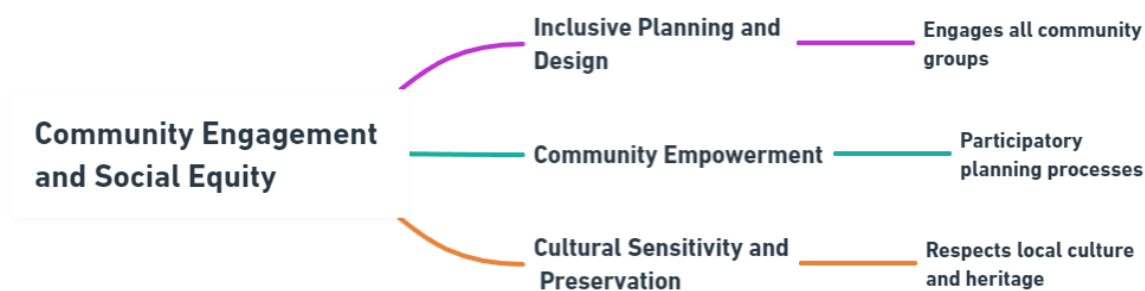 Community Engagement
and Social Equity
Inclusive Planning and
Design
Engages all community
groups
Community Empowerment
Participatory
planning processes
Cultural Sensitivity and
Preservation
Respects local culture
and heritage